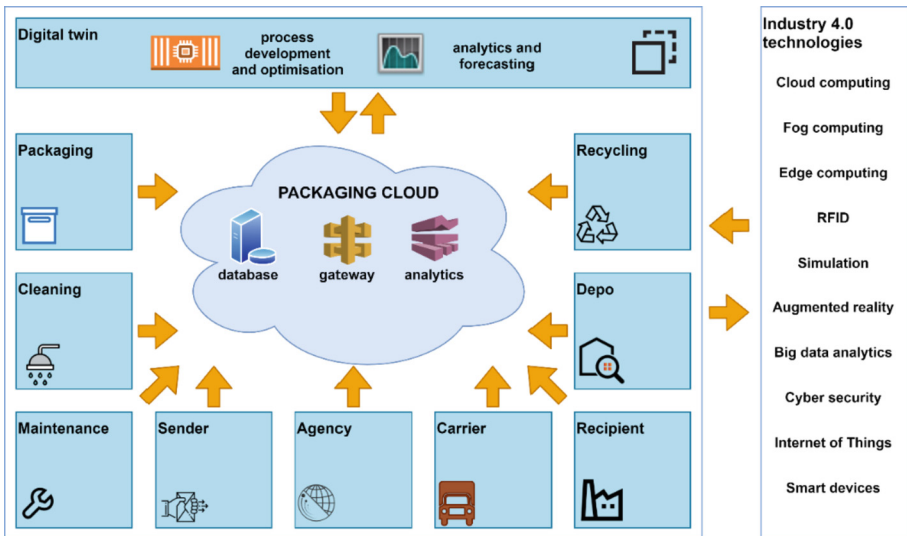 Digital twin
process
development
and optimisation
analytics and
forecasting
Packaging
Recycling
PACKAGING CLOUD
database
gateway
analytics
Cleaning
Depo
Maintenance
Sender
Agency
Carrier
Recipient
Industry 4.0
technologies
Cloud computing
Fog computing
Edge computing
RFID
Simulation
Augmented reality
Big data analytics
Cyber security
Internet of Things
Smart devices